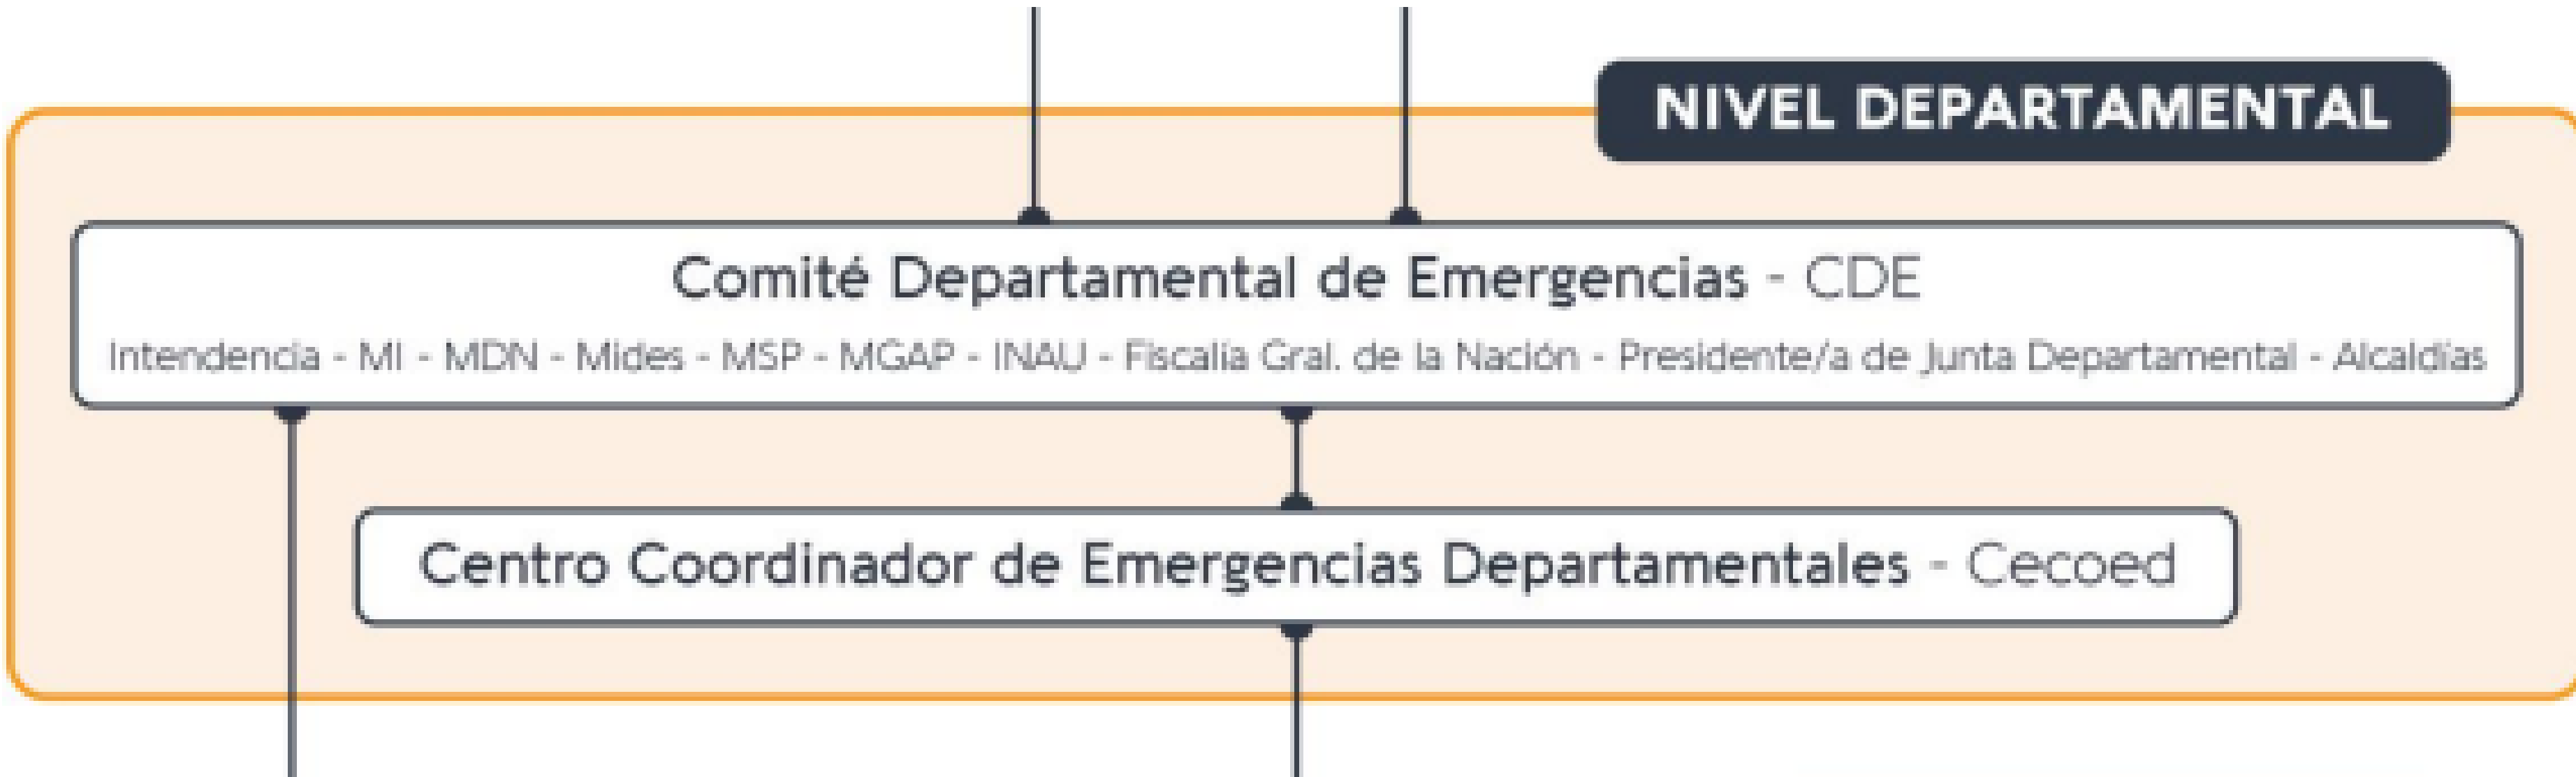 NIVEL DEPARTAMENTAL
Comité Departamental de Emergencias - CDE
Intendencia - MI - MDN - Mides - MSP - MGAP - INAU - Fiscalía Gral. de la Nación - Presidente/a de Junta Departamental - Alcaldías
Centro Coordinador de Emergencias Departamentales - Cecoed